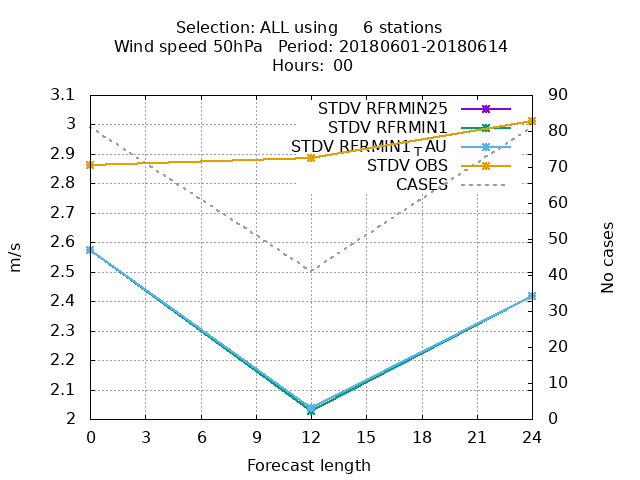 Selection: ALL using     6 stations
Wind speed 50hPa   Period: 20180601-20180614
Hours:  00
3.1
3
2.9
2.8
2.7
2.6
2.5
2.4
2.3
2.2
2.1
2
m/s
STDV RFRMIN25
STDV RFRMIN1
STDV RFRMIN1_AU
STDV OBS
CASES
90
80
70
60
50
40
30
20
10
0
No cases
0 3 6 9 12 15 18 21 24
Forecast length